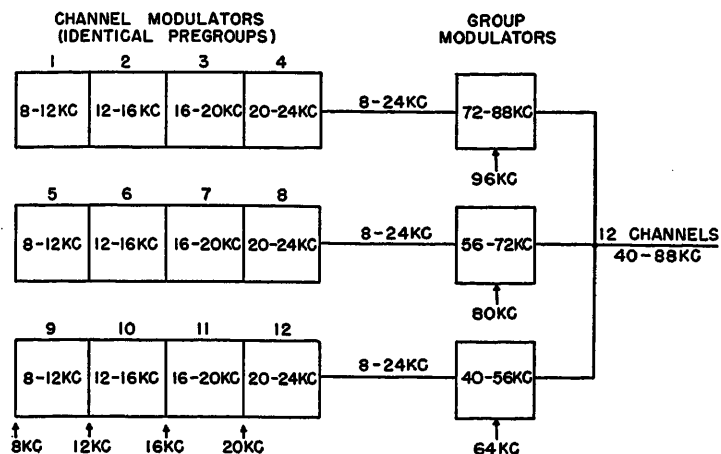 CHANNEL MODULATORS
(IDENTICAL PREGROUPS)
GROUP
MODULATORS
1 2 3 4
8-12KC 12-16KC 16-20KC 20-24KC
8-24KC
72-88KC
96KC
5 6 7 8
8-12KC 12-16KC 16-20KC 20-24KC
8-24KC
56-72KC
80KC
12 CHANNELS
40-88KC
9 10 11 12
8-12KC 12-16KC 16-20KC 20-24KC
8-24KC
40-56KC
8KC 12KC 16KC 20KC
64KC